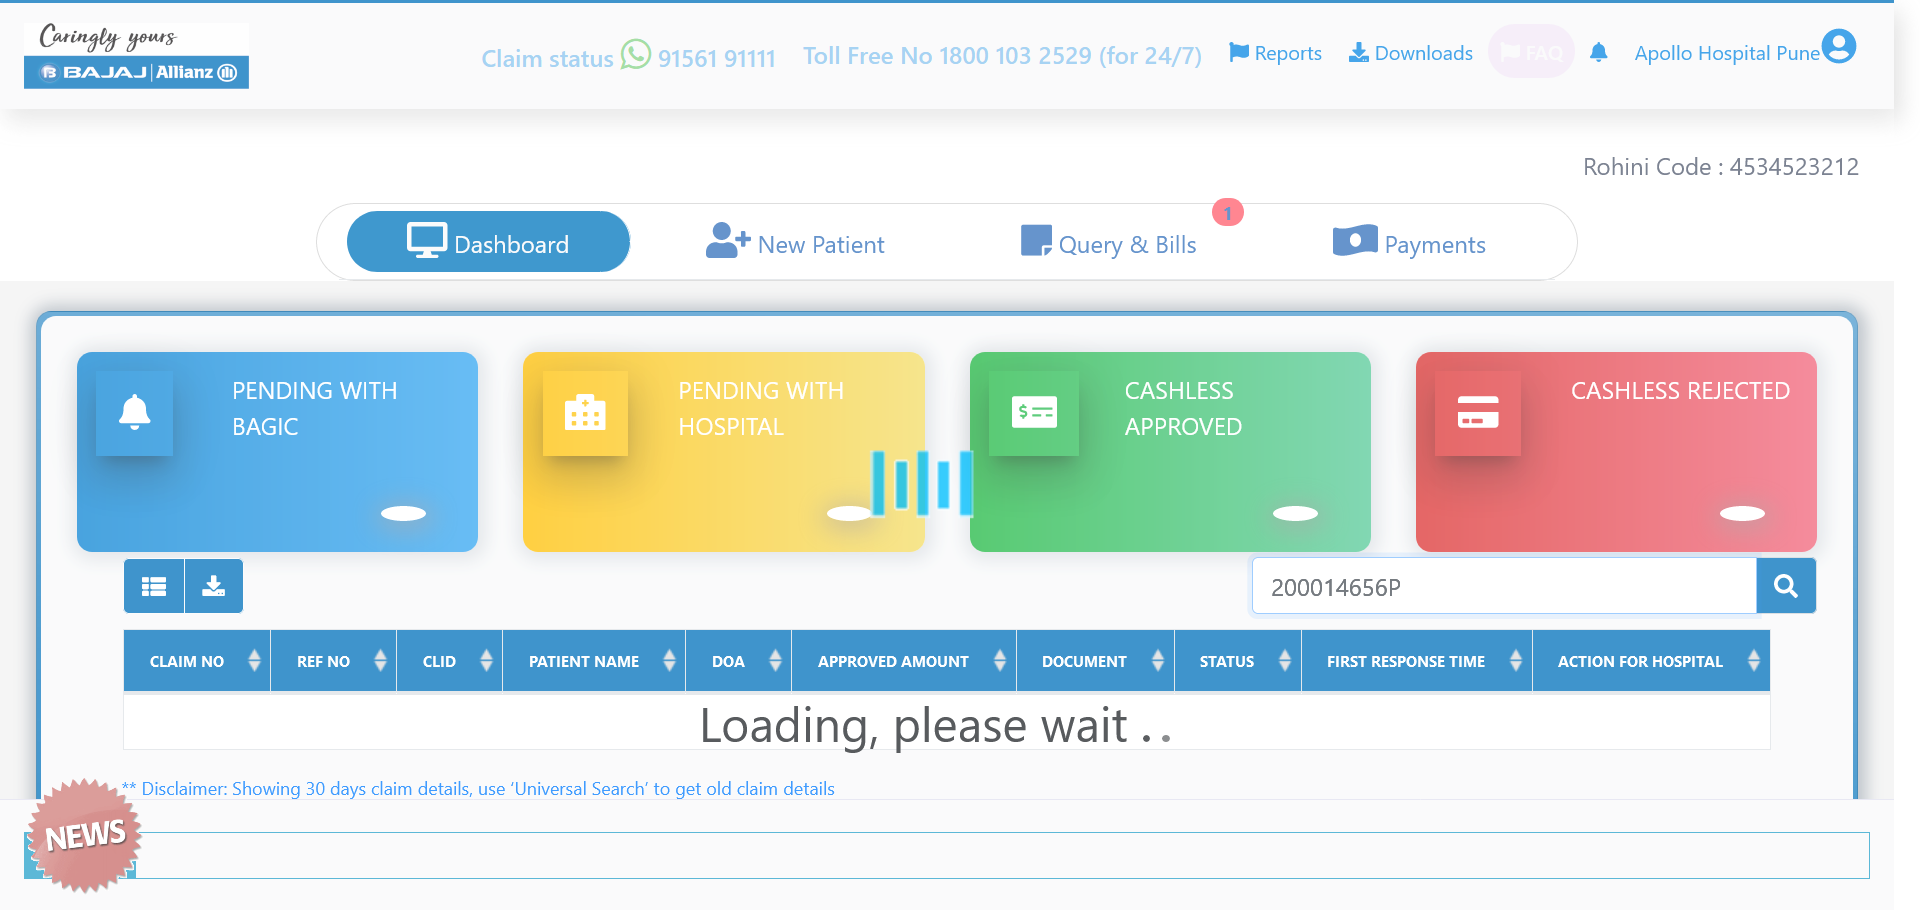 Caringly yours
BAJAJ | Allianz
Claim status 91561 91111
Toll Free No 1800 103 2529 (for 24/7)
Reports
Downloads
FAQ
Apollo Hospital Pune
Rohini Code : 4534523212
Dashboard
New Patient
Query & Bills
1
Payments
PENDING WITH
BAGIC
PENDING WITH
HOSPITAL
CASHLESS
APPROVED
CASHLESS REJECTED
200014656P
CLAIM NO
REF NO
CLID
PATIENT NAME
DOA
APPROVED AMOUNT
DOCUMENT
STATUS
FIRST RESPONSE TIME
ACTION FOR HOSPITAL
Loading, please wait . .
** Disclaimer: Showing 30 days claim details, use ‘Universal Search’ to get old claim details
NEWS